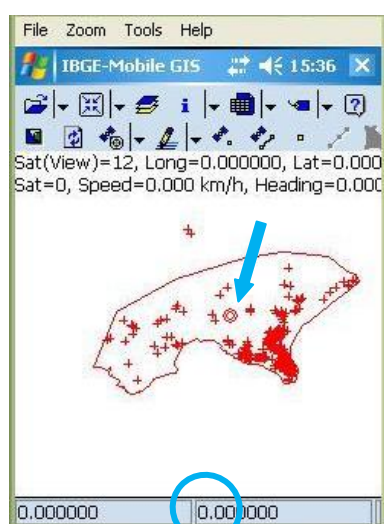 File Zoom Tools Help
IBGE-Mobile GIS 15:36
Sat(View)=12, Long=0.000000, Lat=0.000
Sat=0, Speed=0.000 km/h, Heading=0.000
0.000000 0.000000